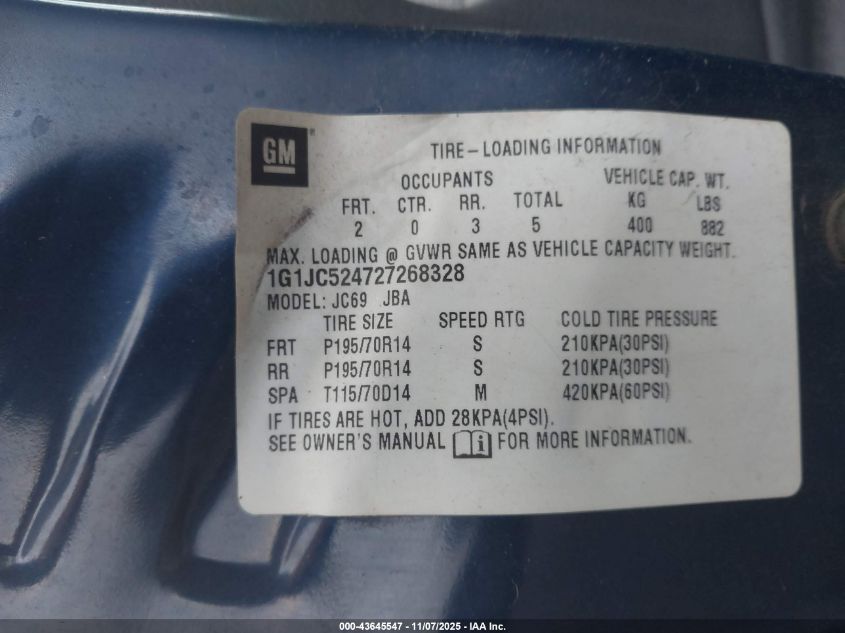 GM
TIRE-LOADING INFORMATION
OCCUPANTS VEHICLE CAP. WT.
FRT. CTR. RR. TOTAL KG LBS
2 0 3 5 400 882
MAX. LOADING @ GVWR SAME AS VEHICLE CAPACITY WEIGHT.
1G1JC524727268328
MODEL: JC69 JBA
TIRE SIZE SPEED RTG COLD TIRE PRESSURE
FRT P195/70R14 S 210KPA(30PSI)
RR P195/70R14 S 210KPA(30PSI)
SPA T115/70D14 M 420KPA(60PSI)
IF TIRES ARE HOT, ADD 28KPA(4PSI).
SEE OWNER'S MANUAL FOR MORE INFORMATION.
000-43645547 - 11/07/2025 - IAA Inc.